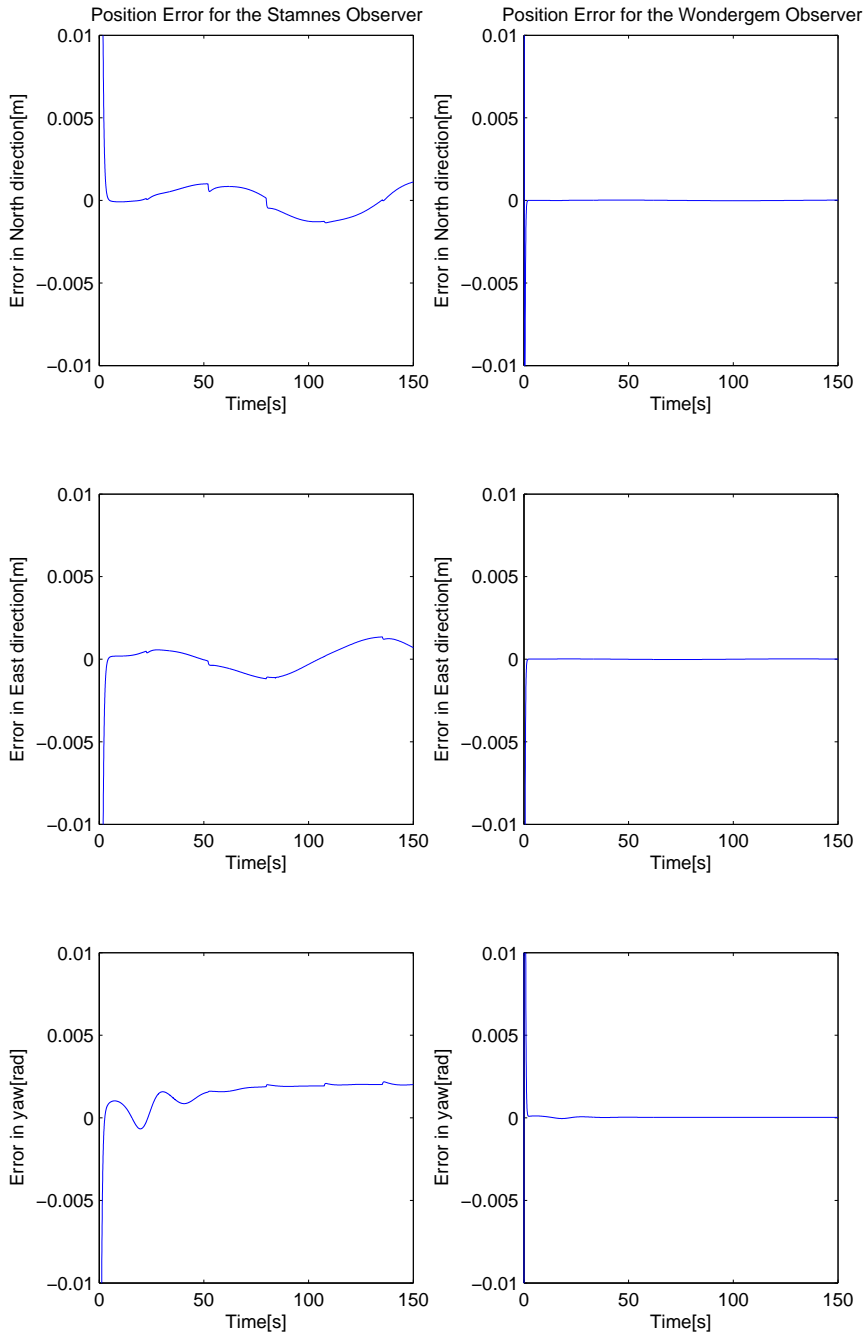 Position Error for the Stamnes Observer
0.01
0.005
0
−0.005
−0.01
Error in North direction[m]
0 50 100 150
Time[s]
Position Error for the Wondergem Observer
0.01
0.005
0
−0.005
−0.01
Error in North direction[m]
0 50 100 150
Time[s]
0.01
0.005
0
−0.005
−0.01
Error in East direction[m]
0 50 100 150
Time[s]
0.01
0.005
0
−0.005
−0.01
Error in East direction[m]
0 50 100 150
Time[s]
0.01
0.005
0
−0.005
−0.01
Error in yaw[rad]
0 50 100 150
Time[s]
0.01
0.005
0
−0.005
−0.01
Error in yaw[rad]
0 50 100 150
Time[s]